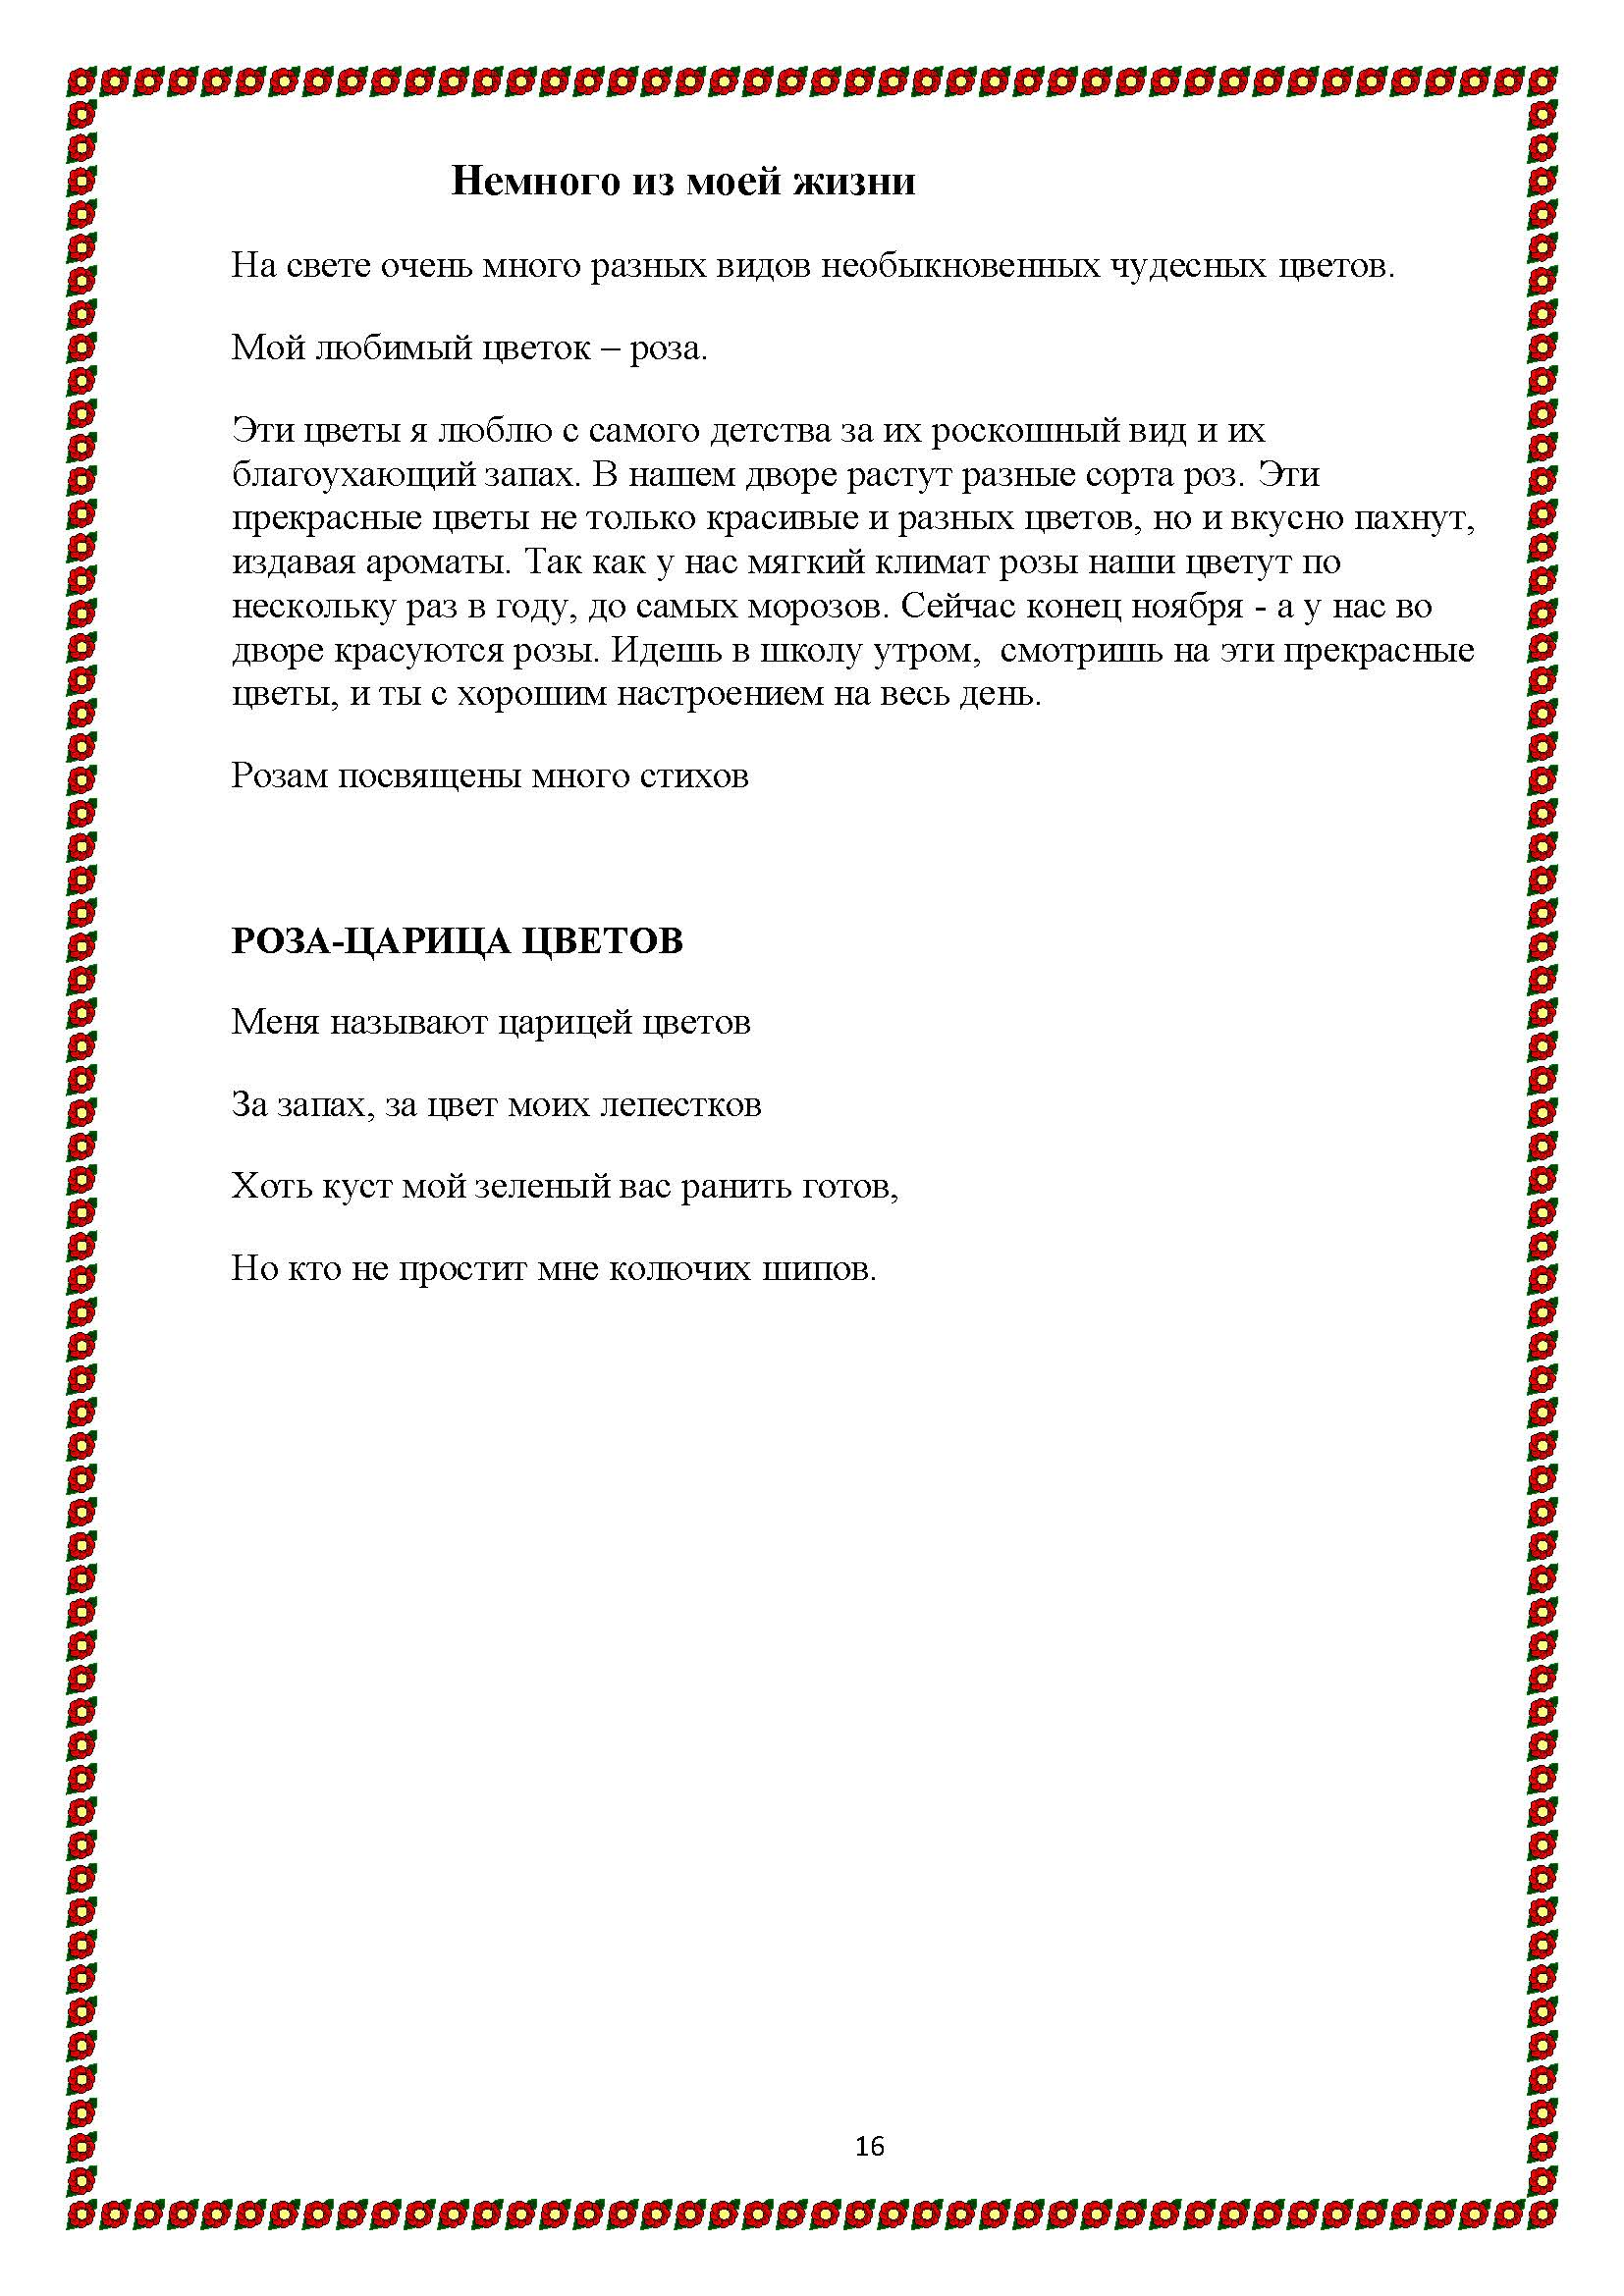 Немного из моей жизни
На свете очень много разных видов необыкновенных чудесных цветов.
Мой любимый цветок – роза.
Эти цветы я люблю с самого детства за их роскошный вид и их
благоухающий запах. В нашем дворе растут разные сорта роз. Эти
прекрасные цветы не только красивые и разных цветов, но и вкусно пахнут,
издавая ароматы. Так как у нас мягкий климат розы наши цветут по
нескольку раз в году, до самых морозов. Сейчас конец ноября - а у нас во
дворе красуются розы. Идешь в школу утром,  смотришь на эти прекрасные
цветы, и ты с хорошим настроением на весь день.
Розам посвящены много стихов
РОЗА-ЦАРИЦА ЦВЕТОВ
Меня называют царицей цветов
За запах, за цвет моих лепестков
Хоть куст мой зеленый вас ранить готов,
Но кто не простит мне колючих шипов.
16